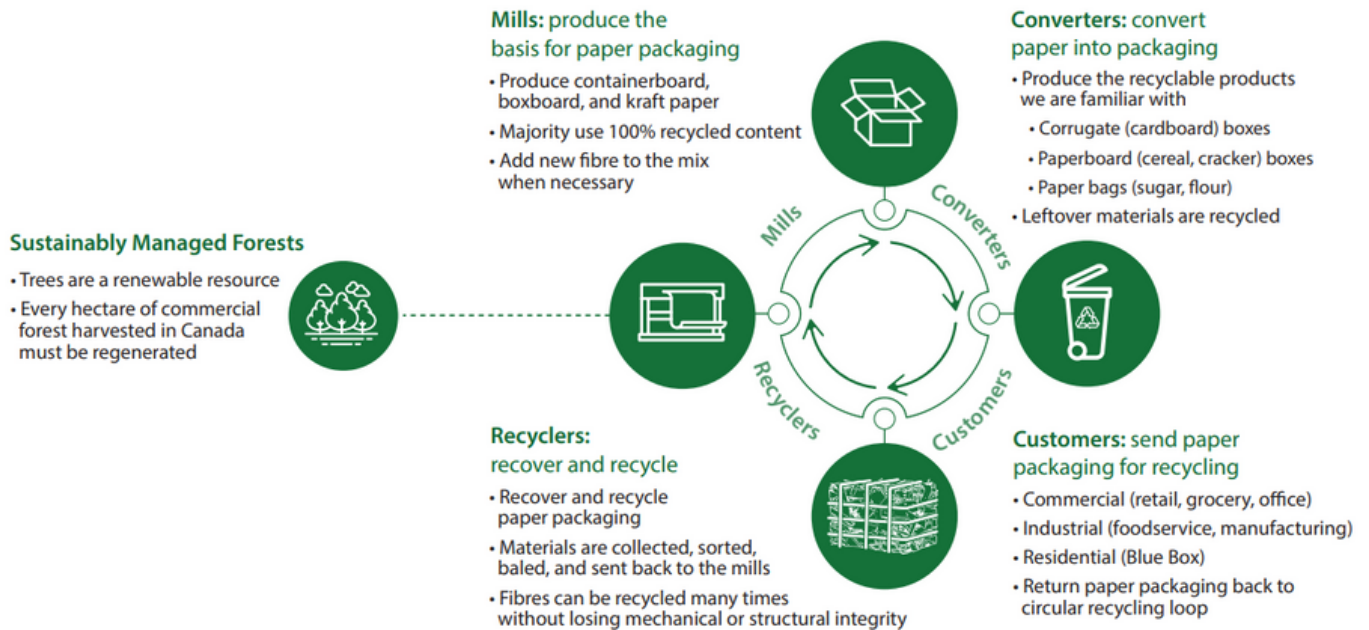 Mills: produce the
basis for paper packaging
• Produce containerboard,
boxboard, and kraft paper
• Majority use 100% recycled content
• Add new fibre to the mix
when necessary
Converters: convert
paper into packaging
• Produce the recyclable products
we are familiar with
• Corrugate (cardboard) boxes
• Paperboard (cereal, cracker) boxes
• Paper bags (sugar, flour)
• Leftover materials are recycled
Sustainably Managed Forests
• Trees are a renewable resource
• Every hectare of commercial
forest harvested in Canada
must be regenerated
Mills
Converters
Recyclers
Customers
Recyclers:
recover and recycle
• Recover and recycle
paper packaging
• Materials are collected, sorted,
baled, and sent back to the mills
• Fibres can be recycled many times
without losing mechanical or structural integrity
Customers: send paper
packaging for recycling
• Commercial (retail, grocery, office)
• Industrial (foodservice, manufacturing)
• Residential (Blue Box)
• Return paper packaging back to
circular recycling loop